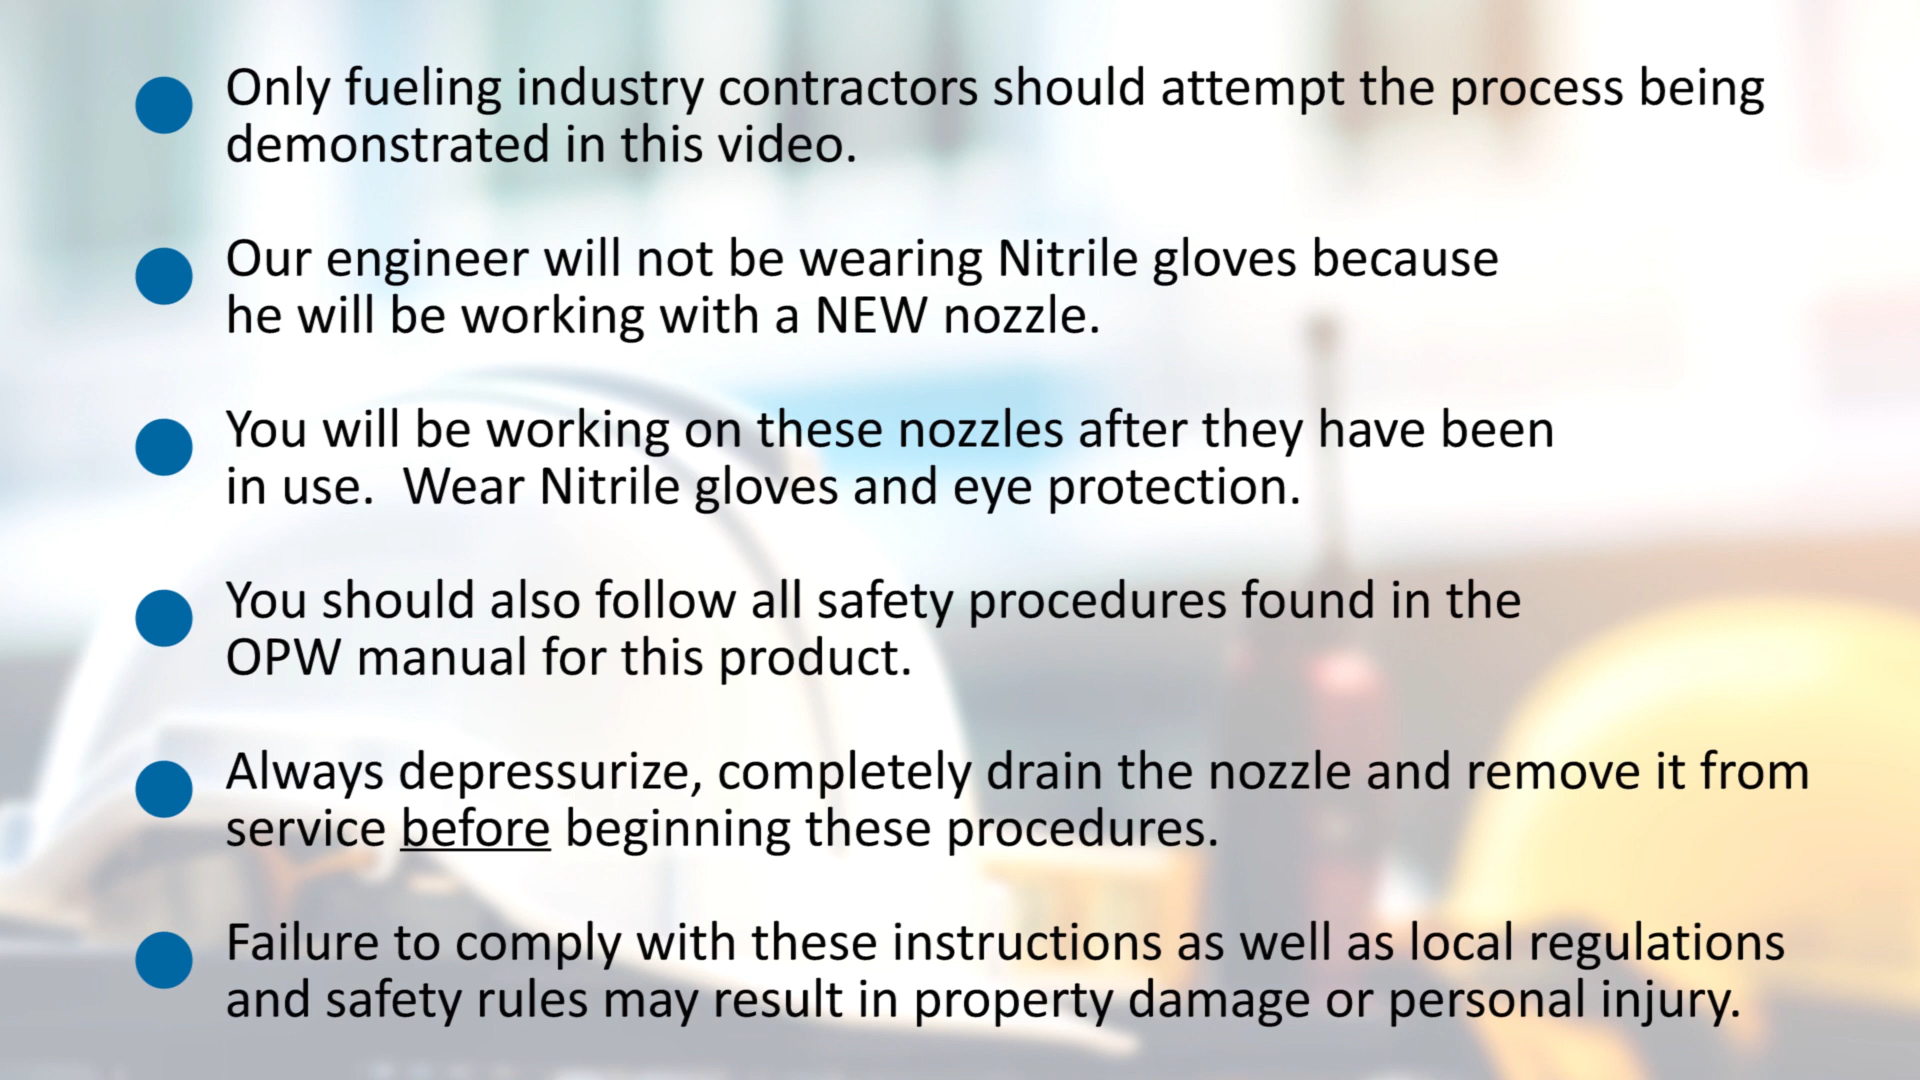 Only fueling industry contractors should attempt the process being
demonstrated in this video.
Our engineer will not be wearing Nitrile gloves because
he will be working with a NEW nozzle.
You will be working on these nozzles after they have been
in use.  Wear Nitrile gloves and eye protection.
You should also follow all safety procedures found in the
OPW manual for this product.
Always depressurize, completely drain the nozzle and remove it from
service before beginning these procedures.
Failure to comply with these instructions as well as local regulations
and safety rules may result in property damage or personal injury.